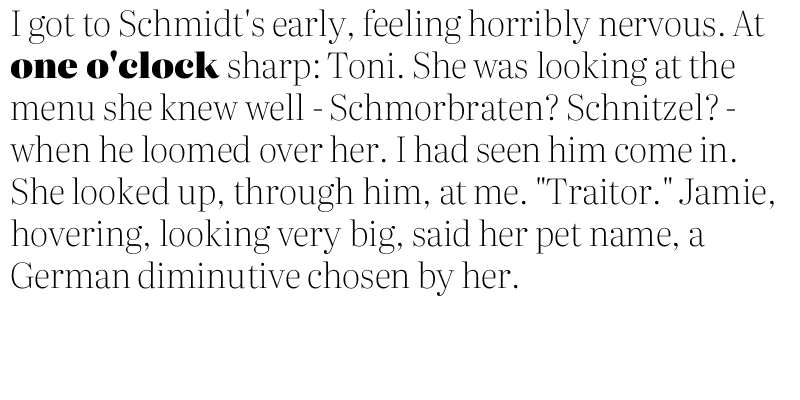 I got to Schmidt's early, feeling horribly nervous. At
one o'clock sharp: Toni. She was looking at the
menu she knew well - Schmorbraten? Schnitzel? -
when he loomed over her. I had seen him come in.
She looked up, through him, at me. "Traitor." Jamie,
hovering, looking very big, said her pet name, a
German diminutive chosen by her.